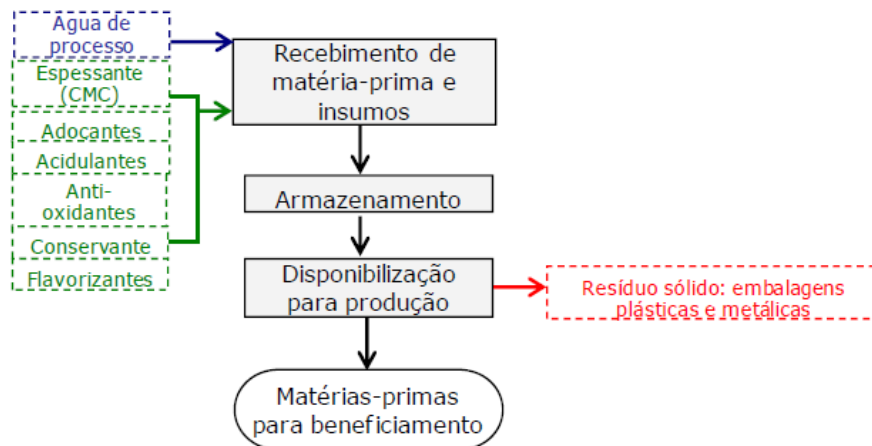 Agua de
processo
Espessante
(CMC)
Adoçantes
Acidulantes
Anti-
oxidantes
Conservante
Flavorizantes
Recebimento de
matéria-prima e
insumos
Armazenamento
Disponibilização
para produção
Resíduo sólido: embalagens
plásticas e metálicas
Matérias-primas
para beneficiamento